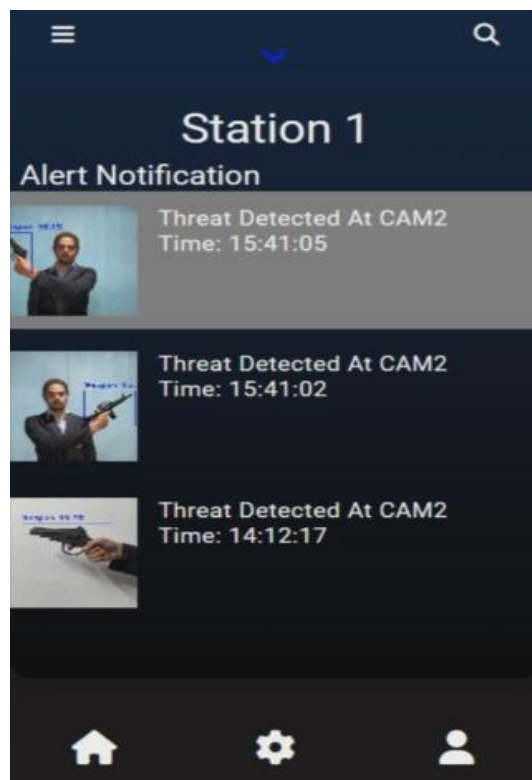 Station 1
Alert Notification
Threat Detected At CAM2
Time: 15:41:05
Threat Detected At CAM2
Time: 15:41:02
Threat Detected At CAM2
Time: 14:12:17